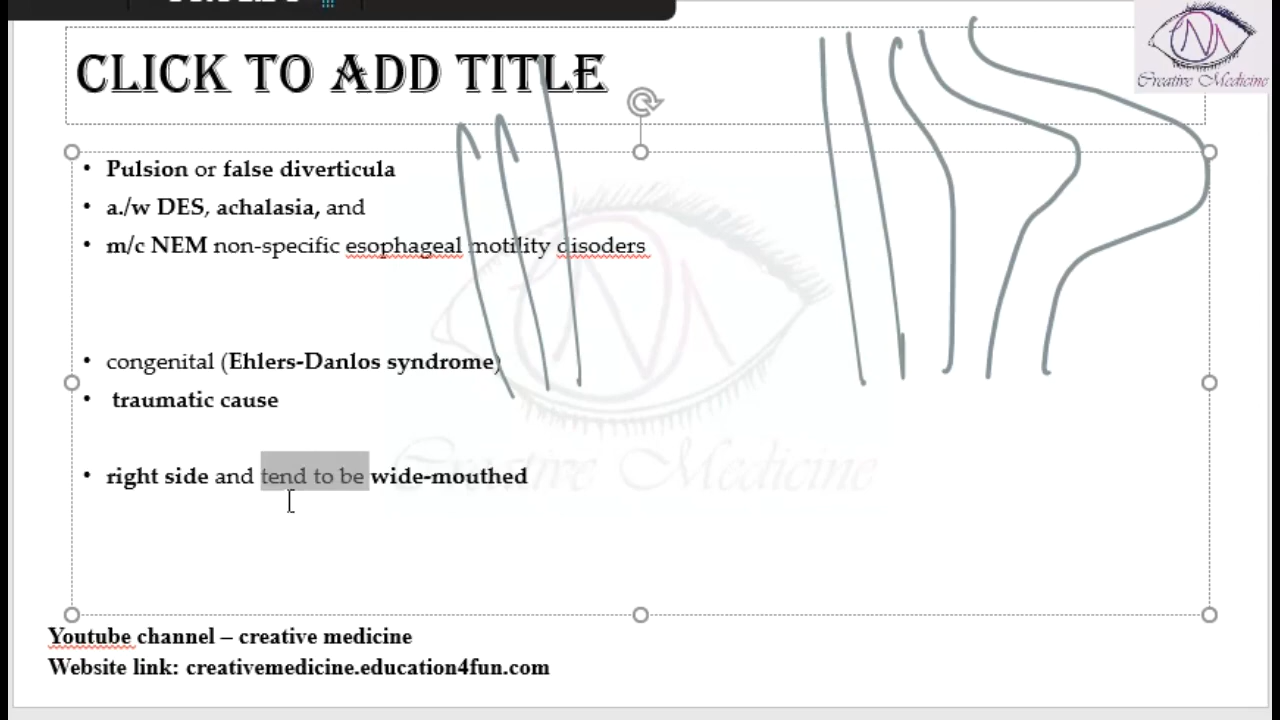 Creative Medicine
CLICK TO ADD TITLE
• Pulsion or false diverticula
• a./w DES, achalasia, and
• m/c NEM non-specific esophageal motility disoders
• congenital (Ehlers-Danlos syndrome)
• traumatic cause
• right side and tend to be wide-mouthed
Creative Medicine
Youtube channel – creative medicine
Website link: creativemedicine.education4fun.com